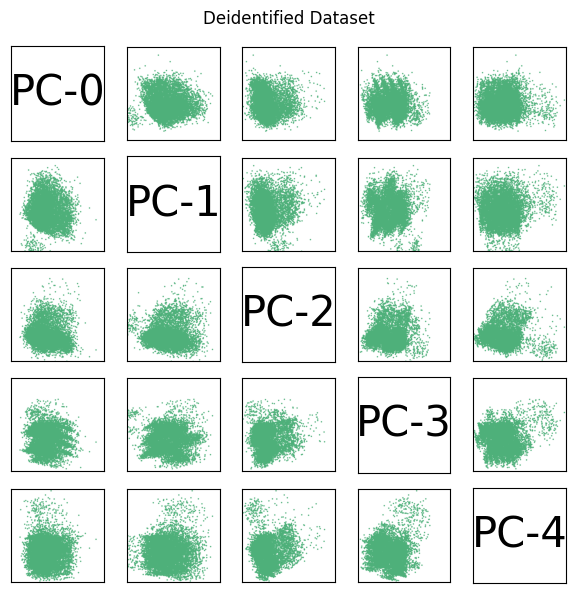 Deidentified Dataset
PC-0
PC-1
PC-2
PC-3
PC-4